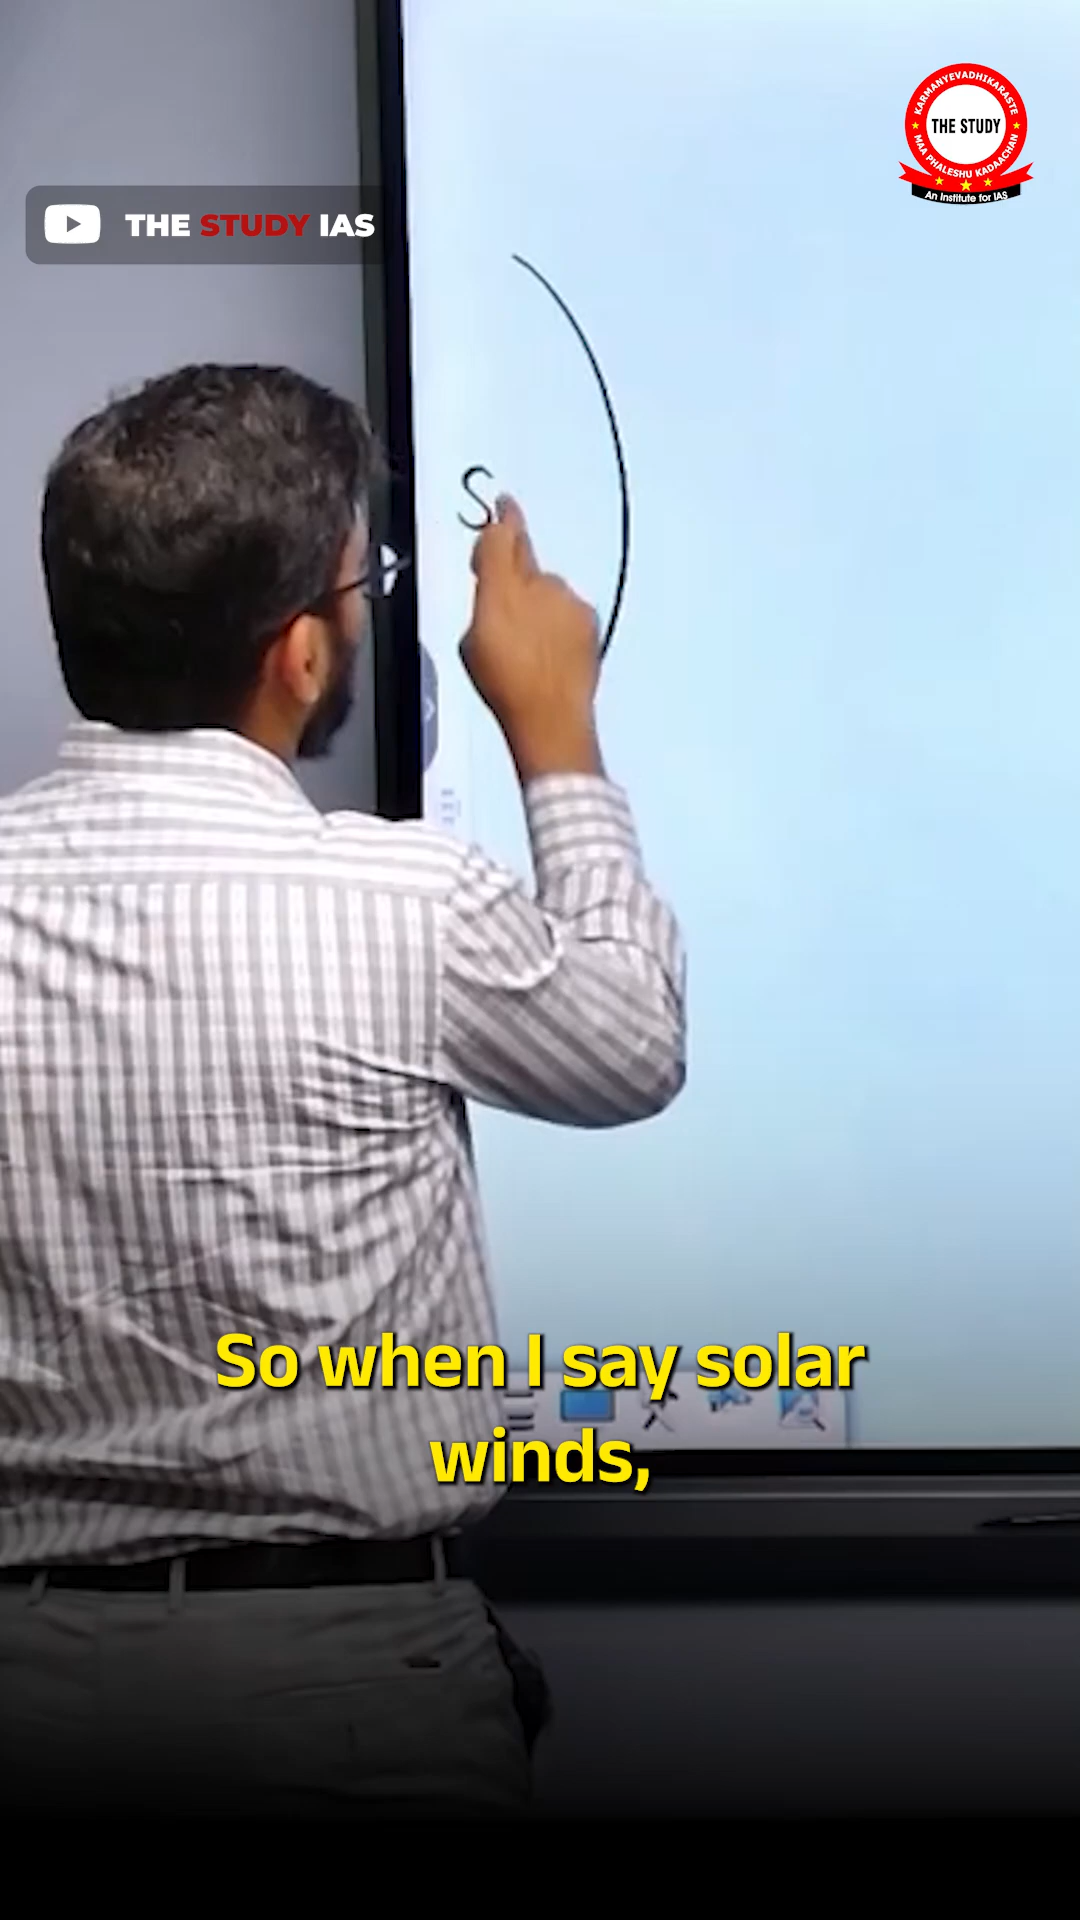 KARMANYEVADHIKARASTE
THE STUDY
MAA PHALESHU KADAACHAN
An Institute for IAS
THE STUDY IAS
S
So when I say solar
winds,